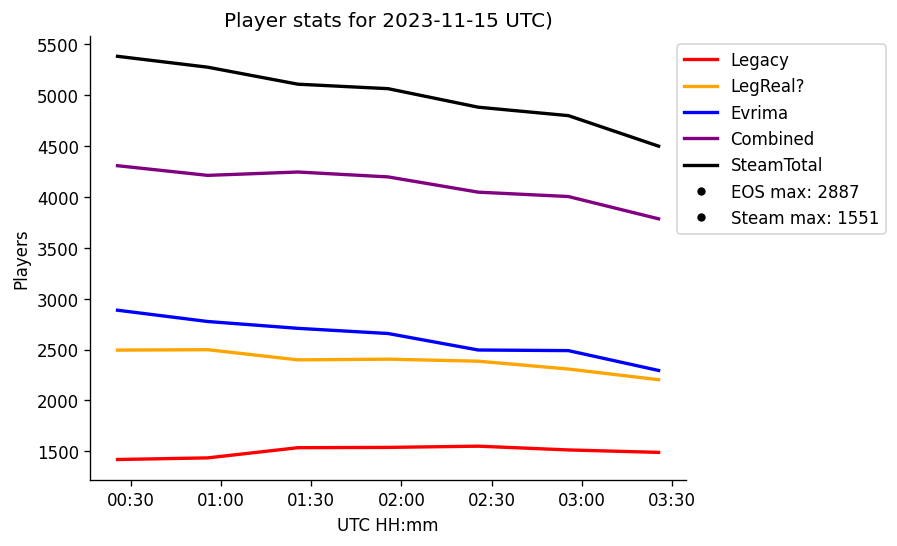 Player stats for 2023-11-15 UTC)
5500
5000
4500
4000
3500
3000
2500
2000
1500
Players
00:30 01:00 01:30 02:00 02:30 03:00 03:30
UTC HH:mm
Legacy
LegReal?
Evrima
Combined
SteamTotal
EOS max: 2887
Steam max: 1551